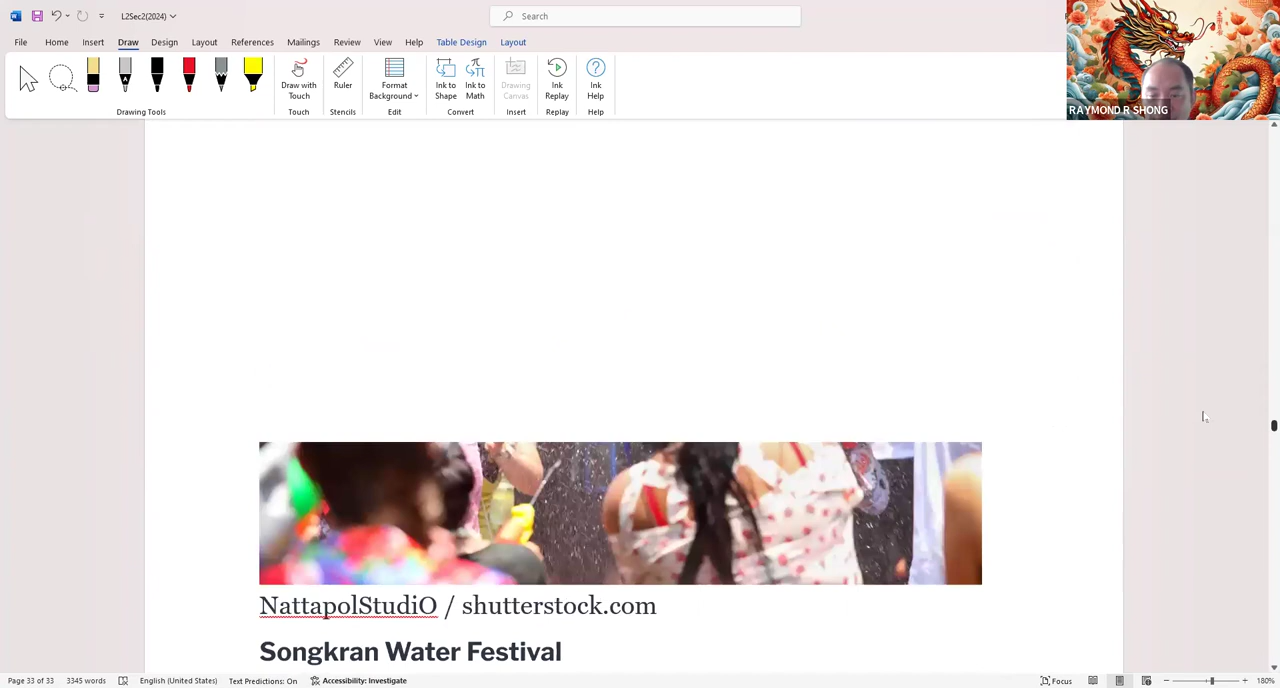 L2Sec2(2024)
Search
File Home Insert Draw Design Layout References Mailings Review View Help Table Design Layout
Draw with Touch
Ruler
Format Background
Ink to Shape
Ink to Math
Drawing Canvas
Ink Replay
Ink Help
Drawing Tools Touch Stencils Edit Convert Insert Replay Help
RAYMOND R SHONG
NattapolStudiO / shutterstock.com
Songkran Water Festival
Page 33 of 33 3345 words English (United States) Text Predictions: On Accessibility: Investigate Focus 180%